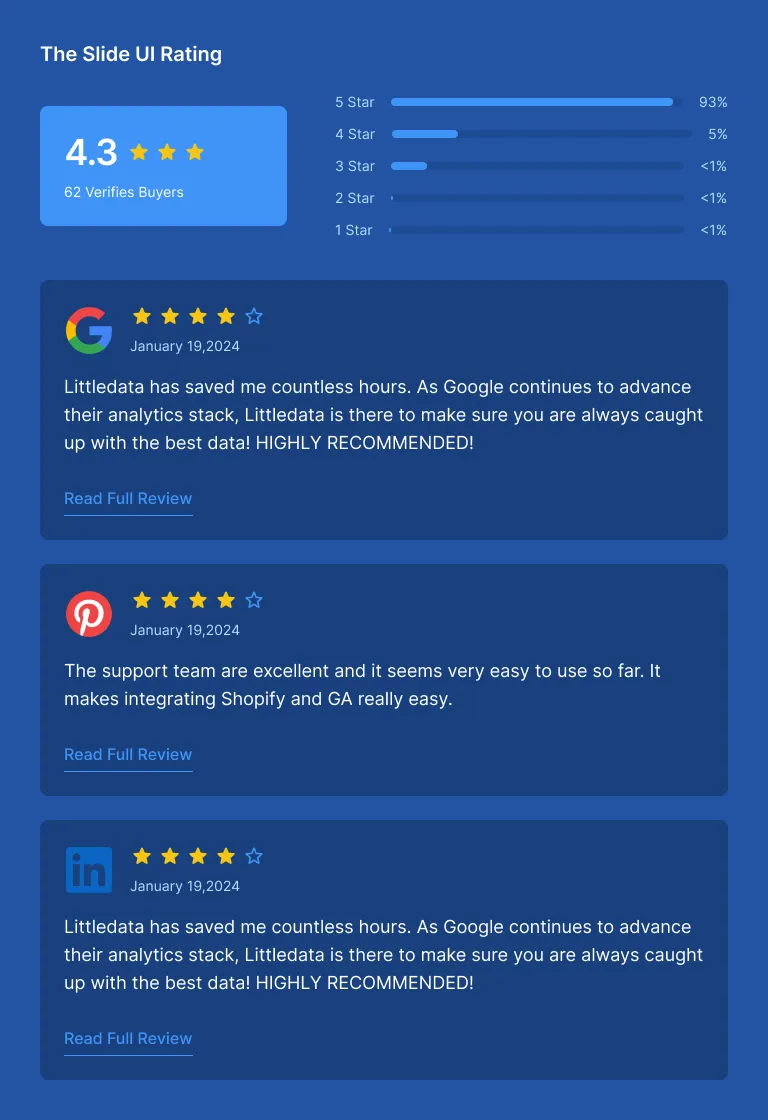 The Slide UI Rating
4.3
62 Verifies Buyers
5 Star 93%
4 Star 5%
3 Star <1%
2 Star <1%
1 Star <1%
January 19,2024
Littledata has saved me countless hours. As Google continues to advance
their analytics stack, Littledata is there to make sure you are always caught
up with the best data! HIGHLY RECOMMENDED!
Read Full Review
January 19,2024
The support team are excellent and it seems very easy to use so far. It
makes integrating Shopify and GA really easy.
Read Full Review
in
January 19,2024
Littledata has saved me countless hours. As Google continues to advance
their analytics stack, Littledata is there to make sure you are always caught
up with the best data! HIGHLY RECOMMENDED!
Read Full Review